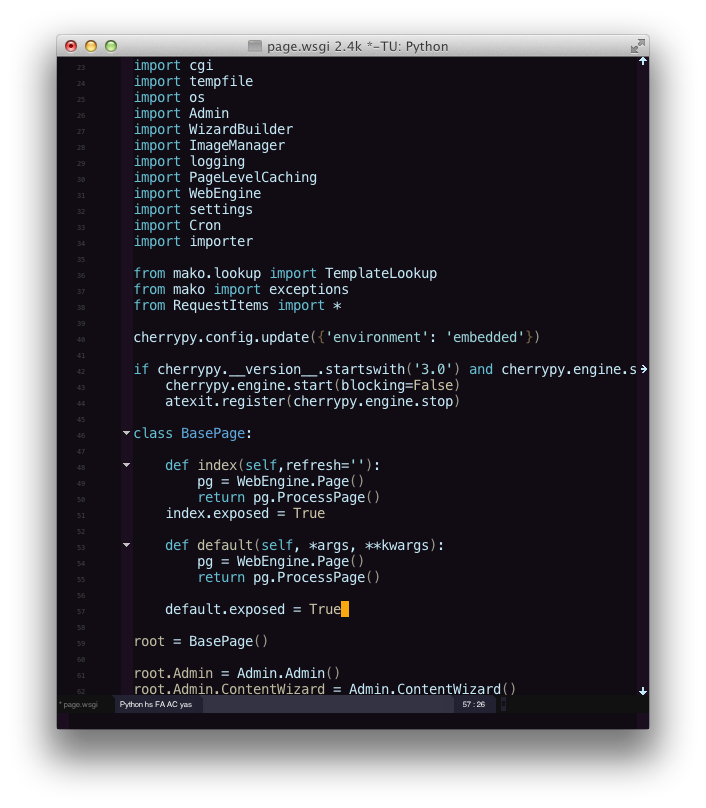 page.wsgi 2.4k *-TU: Python
23 import cgi
24 import tempfile
25 import os
26 import Admin
27 import WizardBuilder
28 import ImageManager
29 import logging
30 import PageLevelCaching
31 import WebEngine
32 import settings
33 import Cron
34 import importer
35
36 from mako.lookup import TemplateLookup
37 from mako import exceptions
38 from RequestItems import *
39
40 cherrypy.config.update({'environment': 'embedded'})
41
42 if cherrypy.__version__.startswith('3.0') and cherrypy.engine.s
43     cherrypy.engine.start(blocking=False)
44     atexit.register(cherrypy.engine.stop)
45
46 class BasePage:
47
48     def index(self,refresh=''):
49         pg = WebEngine.Page()
50         return pg.ProcessPage()
51     index.exposed = True
52
53     def default(self, *args, **kwargs):
54         pg = WebEngine.Page()
55         return pg.ProcessPage()
56
57     default.exposed = True
58
59 root = BasePage()
60
61 root.Admin = Admin.Admin()
62 root.Admin.ContentWizard = Admin.ContentWizard()
* page.wsgi Python hs FA AC yas 57 : 26